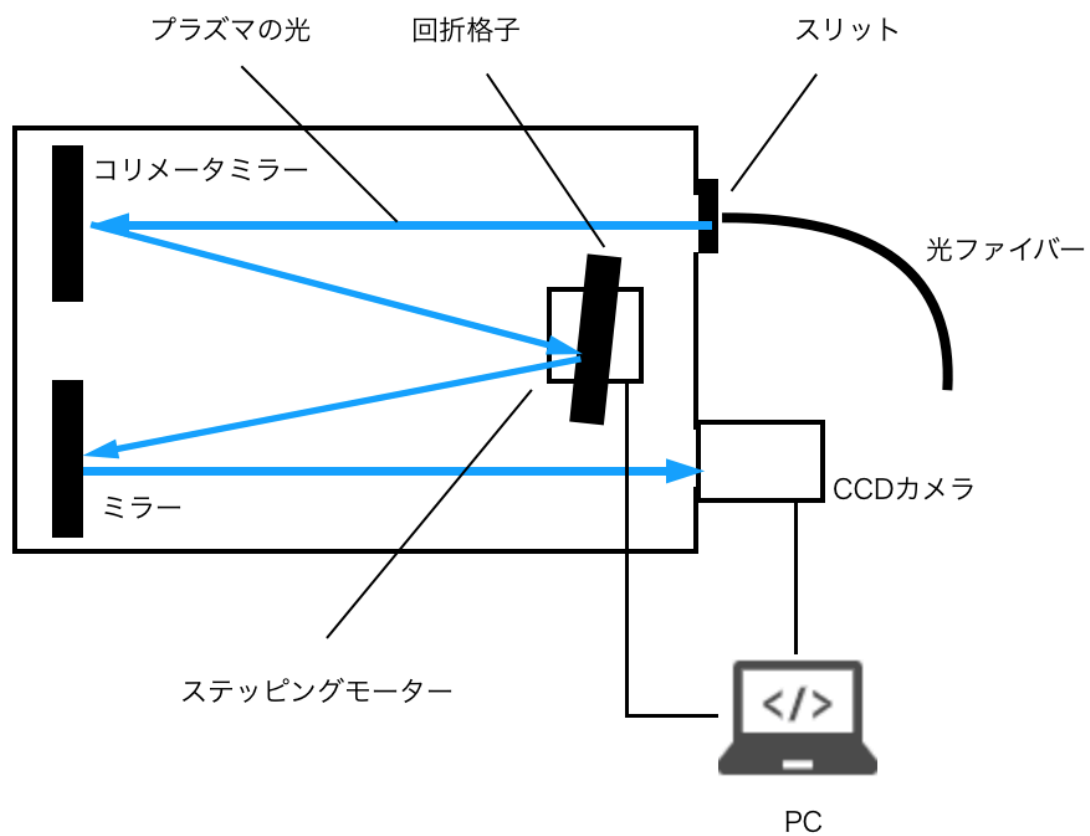 プラズマの光
回折格子
スリット
コリメータミラー
光ファイバー
CCDカメラ
ミラー
ステッピングモーター
</>
PC